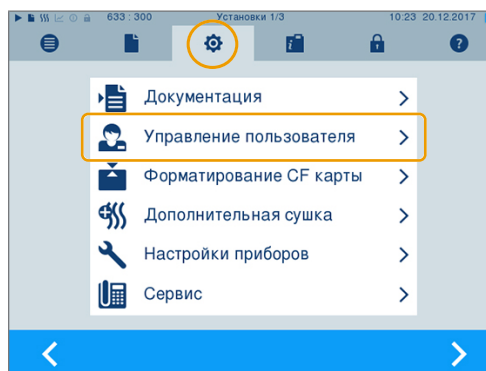 633 : 300 Установки 1/3 10:23 20.12.2017
Документация
Управление пользователя
Форматирование CF карты
Дополнительная сушка
Настройки приборов
Сервис